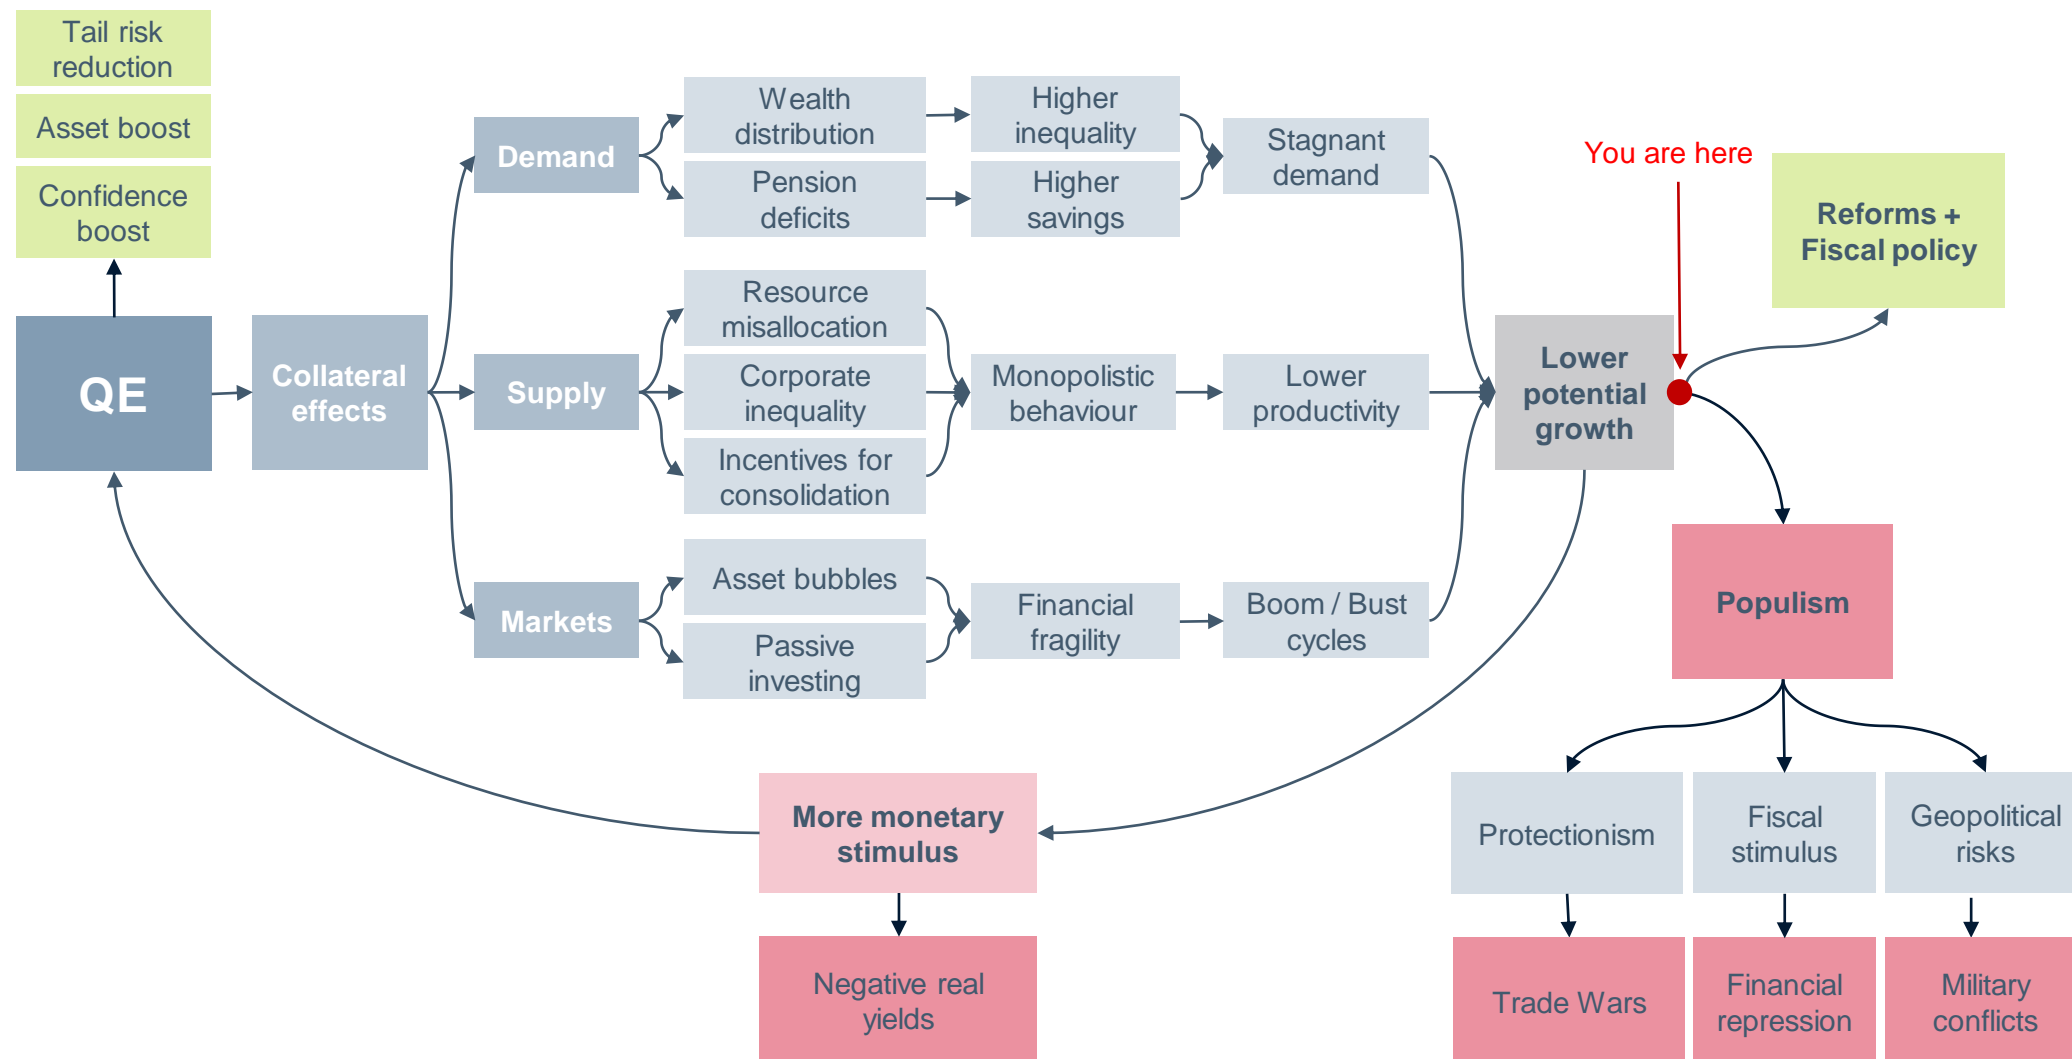 Tail risk
reduction
Asset boost
Confidence
boost
QE
Collateral
effects
Demand
Supply
Markets
Wealth
distribution
Pension
deficits
Resource
misallocation
Corporate
inequality
Incentives for
consolidation
Asset bubbles
Passive
investing
Higher
inequality
Higher
savings
Monopolistic
behaviour
Financial
fragility
Stagnant
demand
Lower
productivity
Boom / Bust
cycles
Lower
potential
growth
You are here
Reforms +
Fiscal policy
Populism
More monetary
stimulus
Negative real
yields
Protectionism
Fiscal
stimulus
Geopolitical
risks
Trade Wars
Financial
repression
Military
conflicts